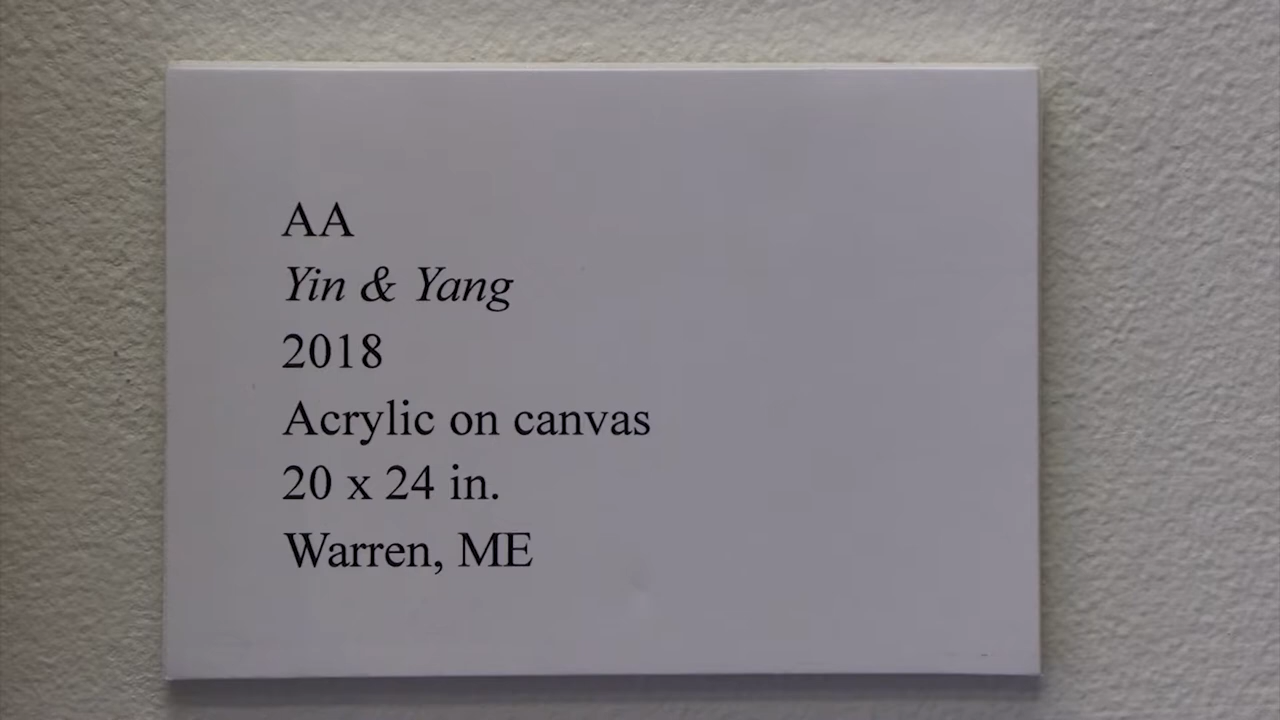 AA
Yin & Yang
2018
Acrylic on canvas
20 x 24 in.
Warren, ME